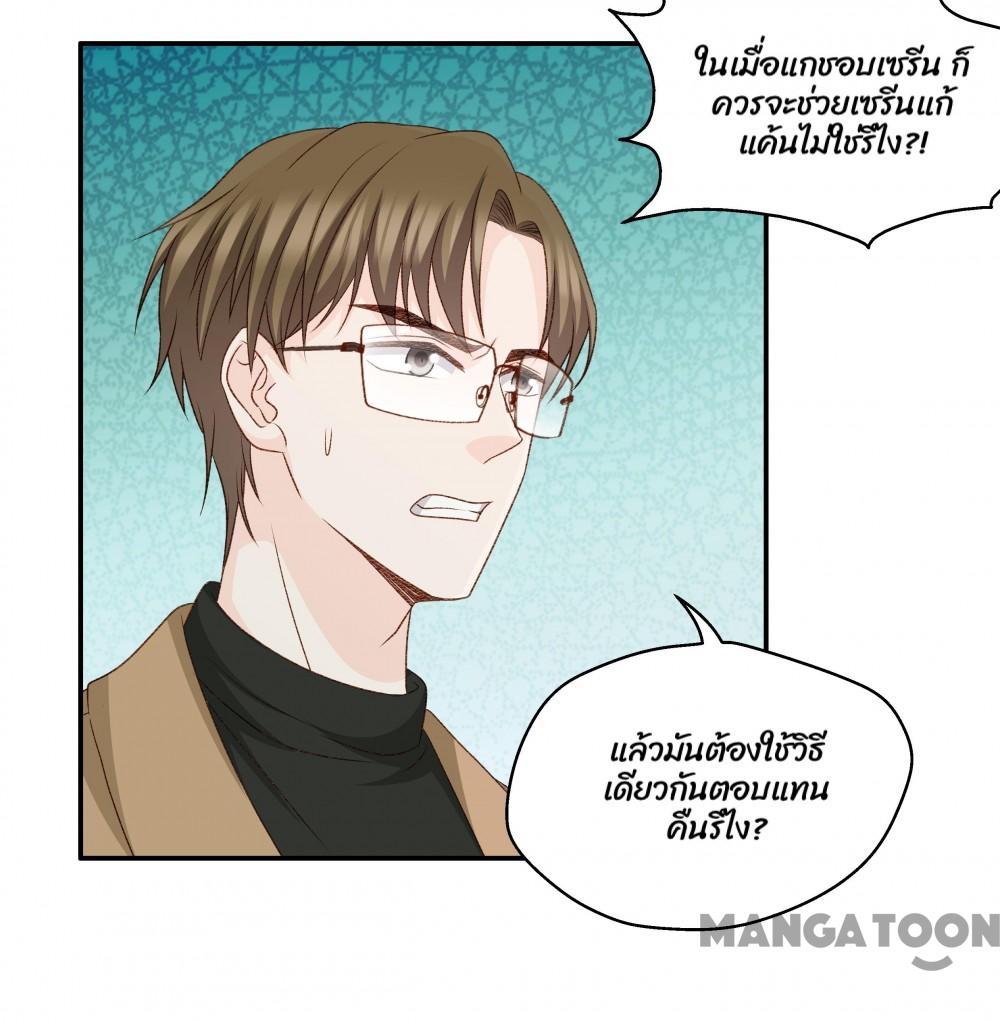 ในเมื่อแกชอบเซรีน ก็
ควรจะช่วยเซรีนแก้
แค้นไม่ใช่รึไง?!
แล้วมันต้องใช้วิธี
เดียวกันตอบแทน
คืนรึไง?
MANGATOON